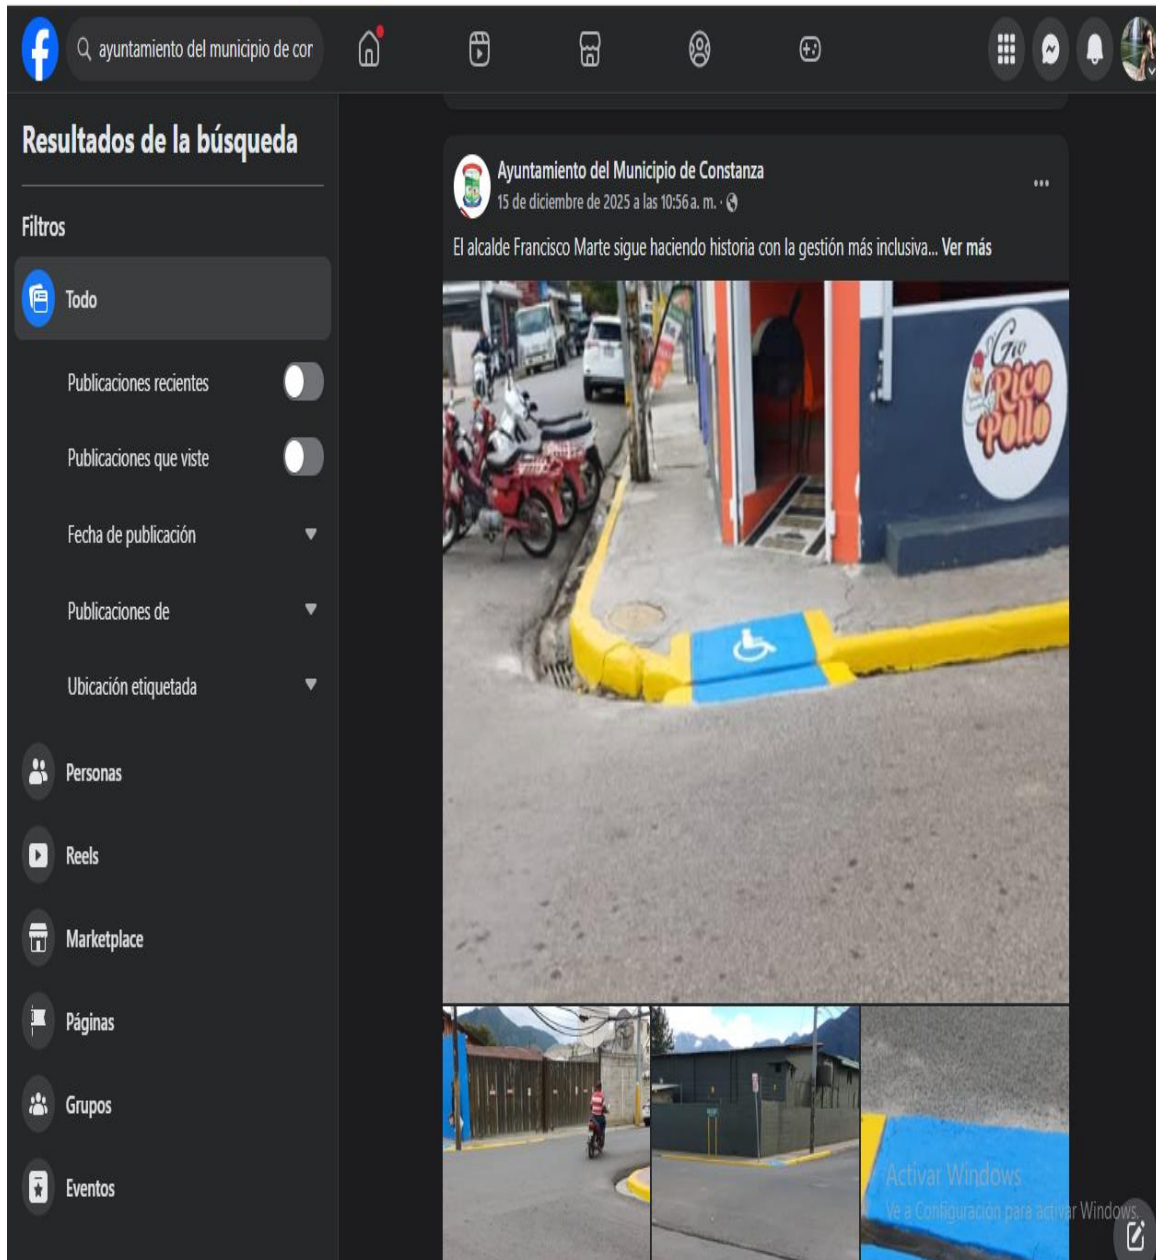 ayuntamiento del municipio de cor
Resultados de la búsqueda
Filtros
Todo
Publicaciones recientes
Publicaciones que viste
Fecha de publicación
Publicaciones de
Ubicación etiquetada
Personas
Reels
Marketplace
Páginas
Grupos
Eventos
Ayuntamiento del Municipio de Constanza
15 de diciembre de 2025 a las 10:56 a. m. ·
El alcalde Francisco Marte sigue haciendo historia con la gestión más inclusiva... Ver más
Rico
Pollo
Activar Windows
Ve a Configuración para activar Windows.